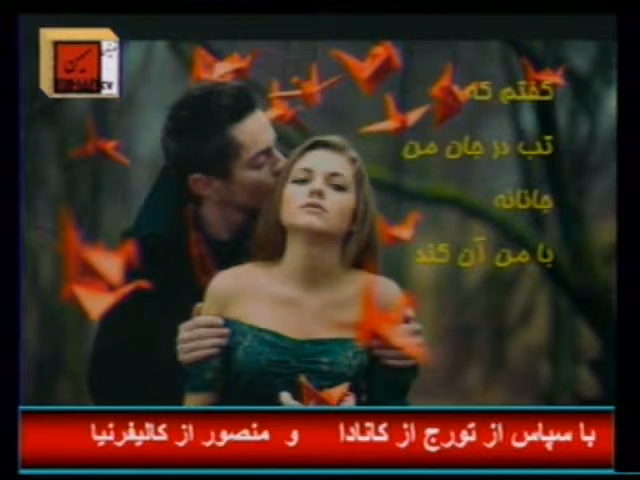 گفتم که
تب در جان من
جانانه
با من آن کند
با سپاس از تورج از کانادا و منصور از کالیفرنیا